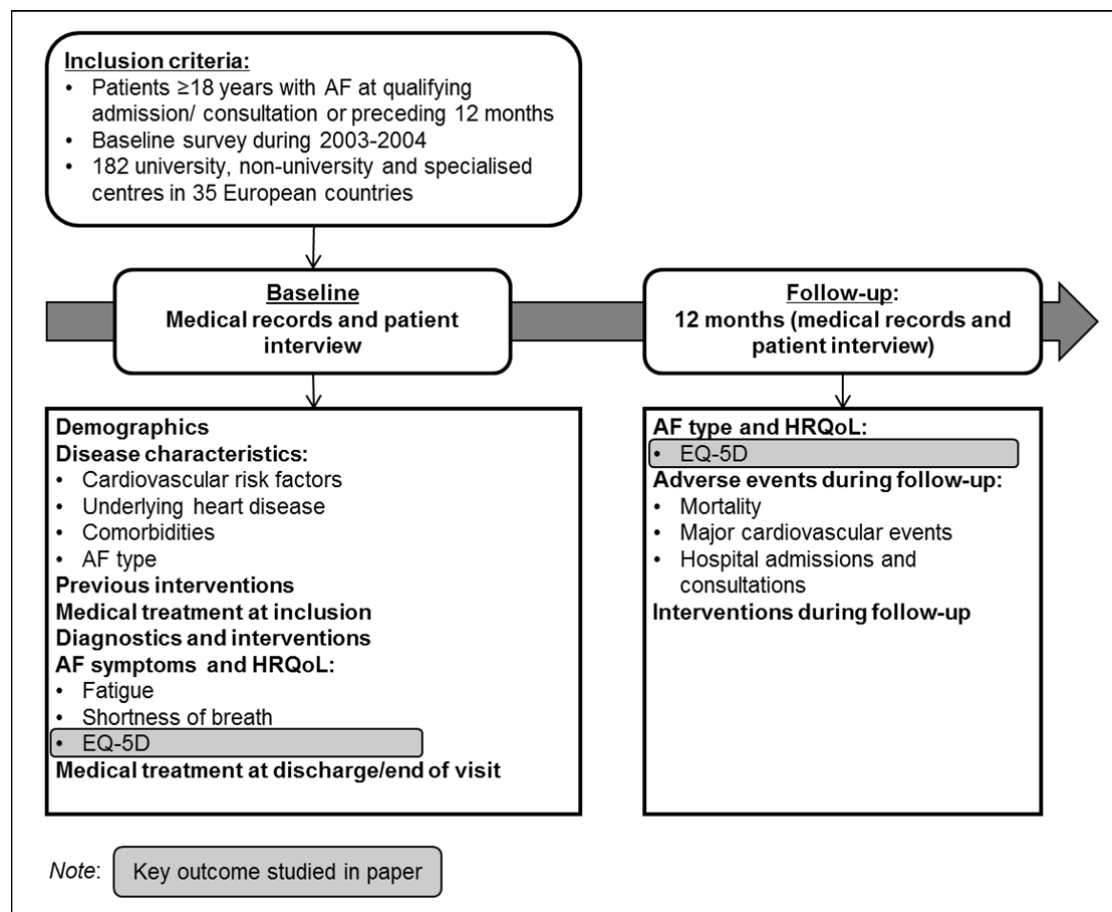 Inclusion criteria:
• Patients ≥18 years with AF at qualifying
admission/ consultation or preceding 12 months
• Baseline survey during 2003-2004
• 182 university, non-university and specialised
centres in 35 European countries
Baseline
Medical records and patient
interview
Follow-up:
12 months (medical records and
patient interview)
Demographics
Disease characteristics:
• Cardiovascular risk factors
• Underlying heart disease
• Comorbidities
• AF type
Previous interventions
Medical treatment at inclusion
Diagnostics and interventions
AF symptoms and HRQoL:
• Fatigue
• Shortness of breath
• EQ-5D
Medical treatment at discharge/end of visit
AF type and HRQoL:
• EQ-5D
Adverse events during follow-up:
• Mortality
• Major cardiovascular events
• Hospital admissions and
consultations
Interventions during follow-up
Note: Key outcome studied in paper